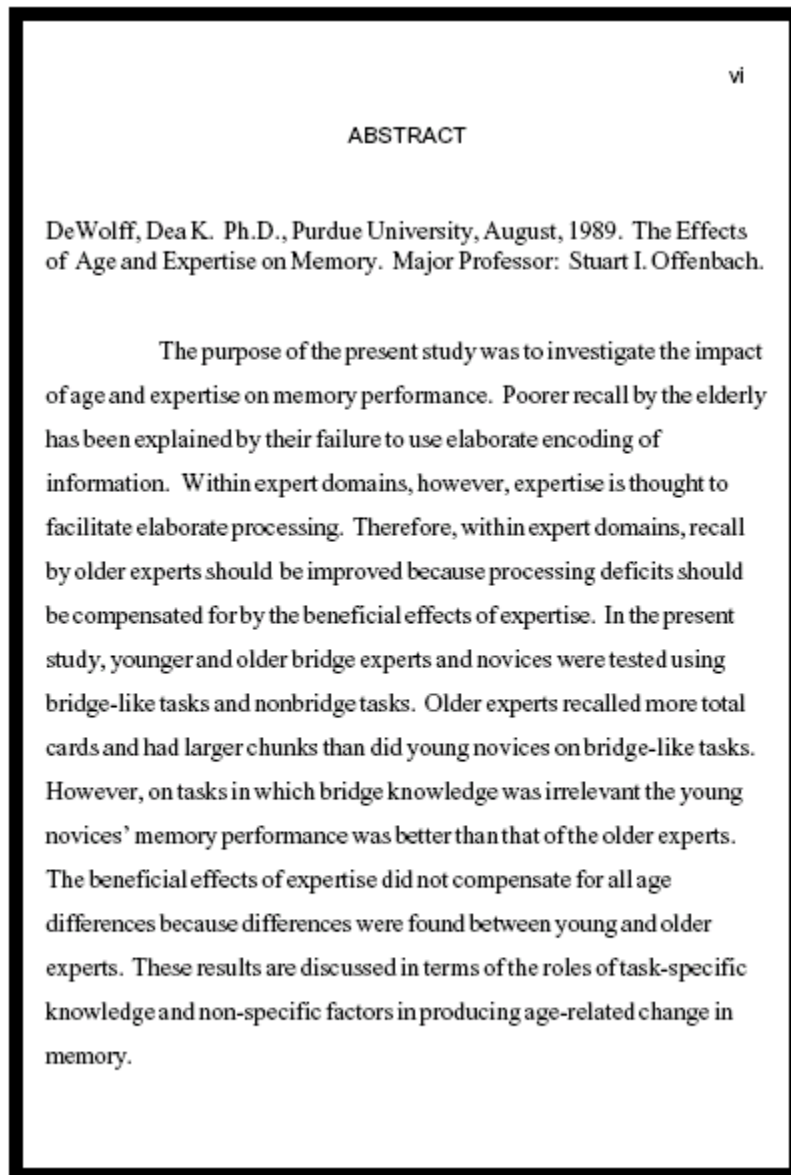 vi
ABSTRACT
DeWolff, Dea K. Ph.D., Purdue University, August, 1989. The Effects
of Age and Expertise on Memory. Major Professor: Stuart I. Offenbach.
The purpose of the present study was to investigate the impact
of age and expertise on memory performance. Poorer recall by the elderly
has been explained by their failure to use elaborate encoding of
information. Within expert domains, however, expertise is thought to
facilitate elaborate processing. Therefore, within expert domains, recall
by older experts should be improved because processing deficits should
be compensated for by the beneficial effects of expertise. In the present
study, younger and older bridge experts and novices were tested using
bridge-like tasks and nonbridge tasks. Older experts recalled more total
cards and had larger chunks than did young novices on bridge-like tasks.
However, on tasks in which bridge knowledge was irrelevant the young
novices’ memory performance was better than that of the older experts.
The beneficial effects of expertise did not compensate for all age
differences because differences were found between young and older
experts. These results are discussed in terms of the roles of task-specific
knowledge and non-specific factors in producing age-related change in
memory.